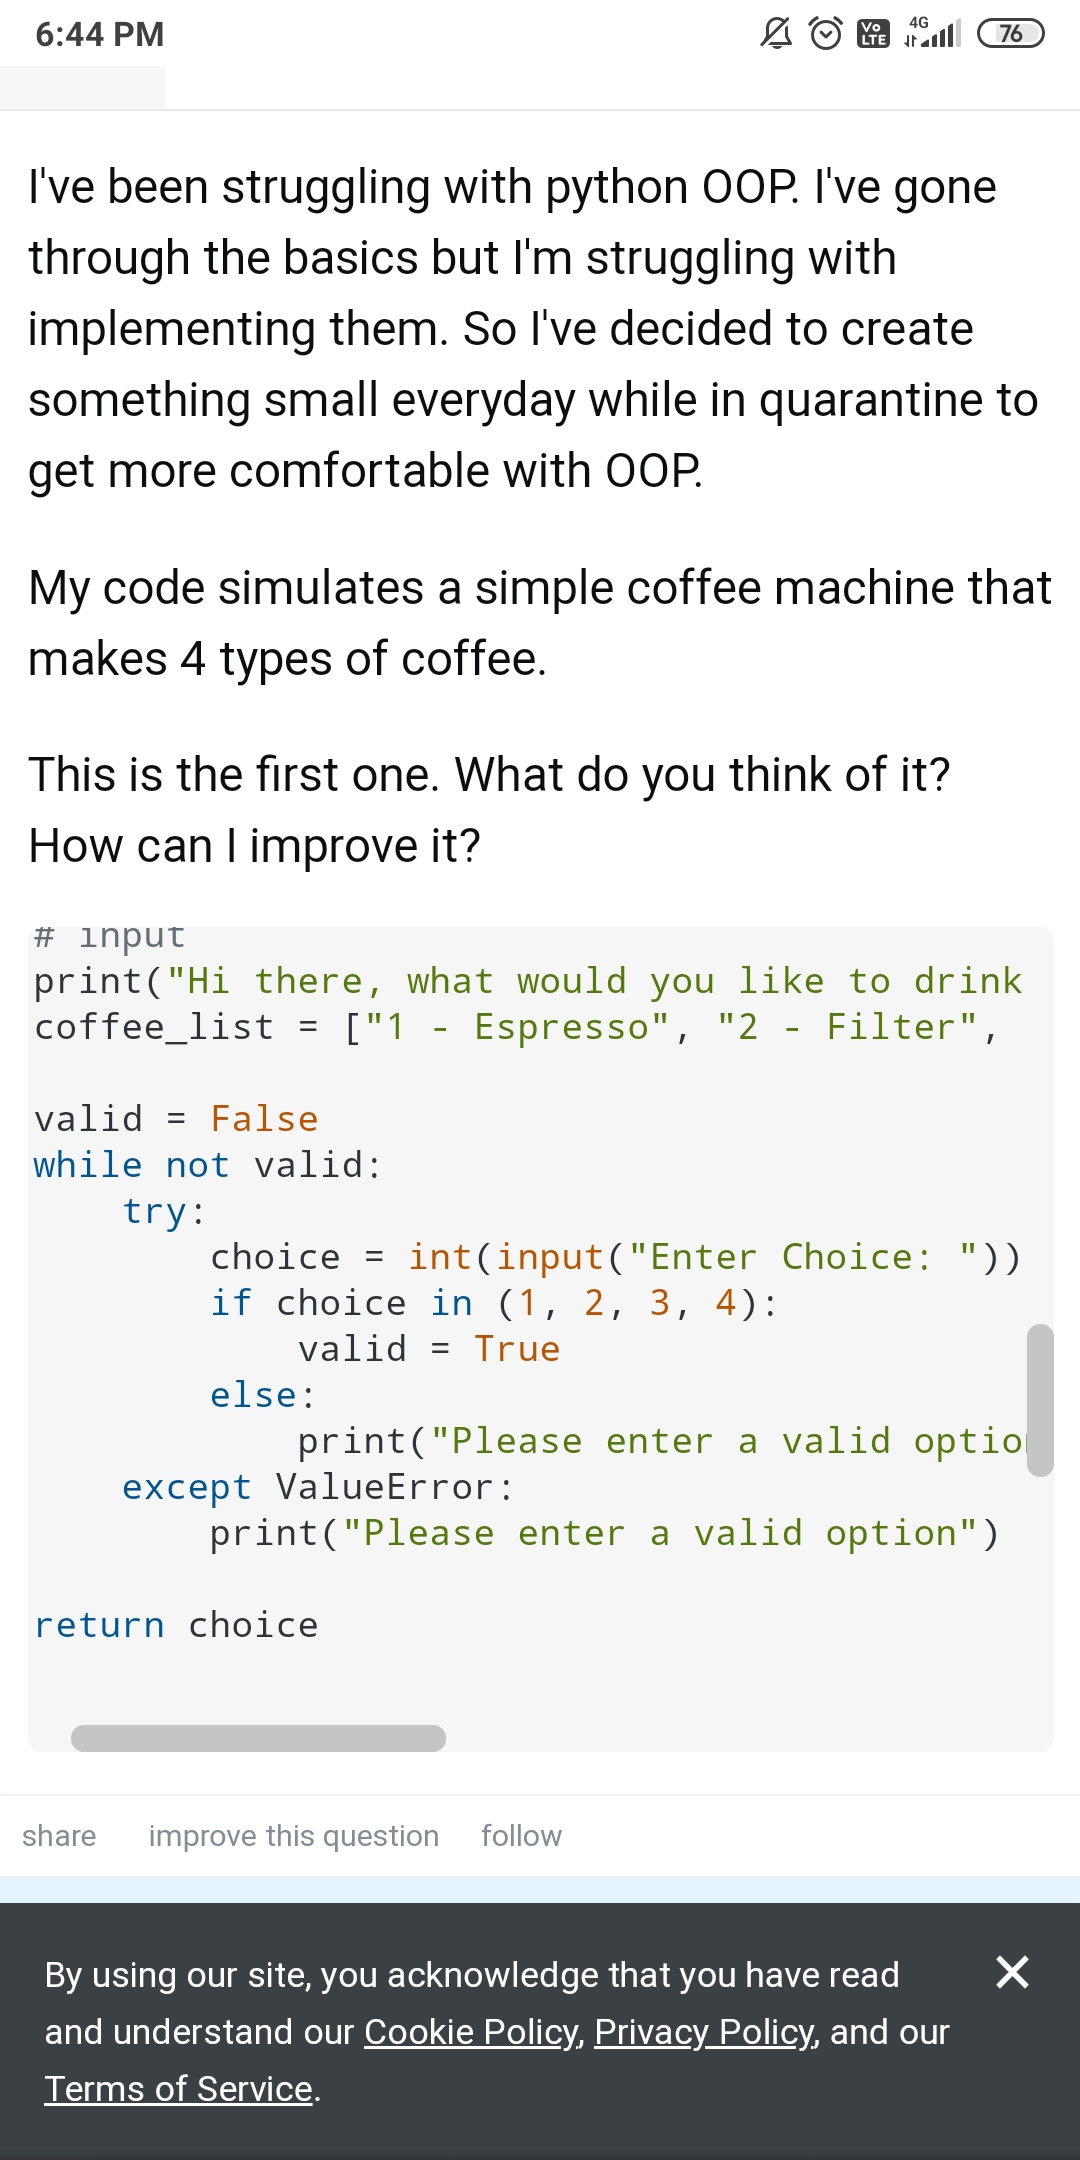 6:44 PM
Vo LTE
4G
76
I've been struggling with python OOP. I've gone
through the basics but I'm struggling with
implementing them. So I've decided to create
something small everyday while in quarantine to
get more comfortable with OOP.
My code simulates a simple coffee machine that
makes 4 types of coffee.
This is the first one. What do you think of it?
How can I improve it?
# input
print("Hi there, what would you like to drink
coffee_list = ["1 - Espresso", "2 - Filter",
valid = False
while not valid:
    try:
        choice = int(input("Enter Choice: "))
        if choice in (1, 2, 3, 4):
            valid = True
        else:
            print("Please enter a valid optio
    except ValueError:
        print("Please enter a valid option")
return choice
share improve this question follow
By using our site, you acknowledge that you have read
and understand our Cookie Policy, Privacy Policy, and our
Terms of Service.